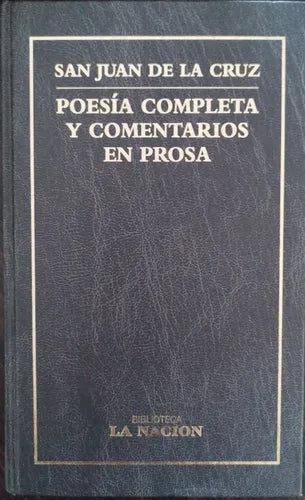 SAN JUAN DE LA CRUZ
POESÍA COMPLETA
Y COMENTARIOS
EN PROSA
BIBLIOTECA
LA NACION